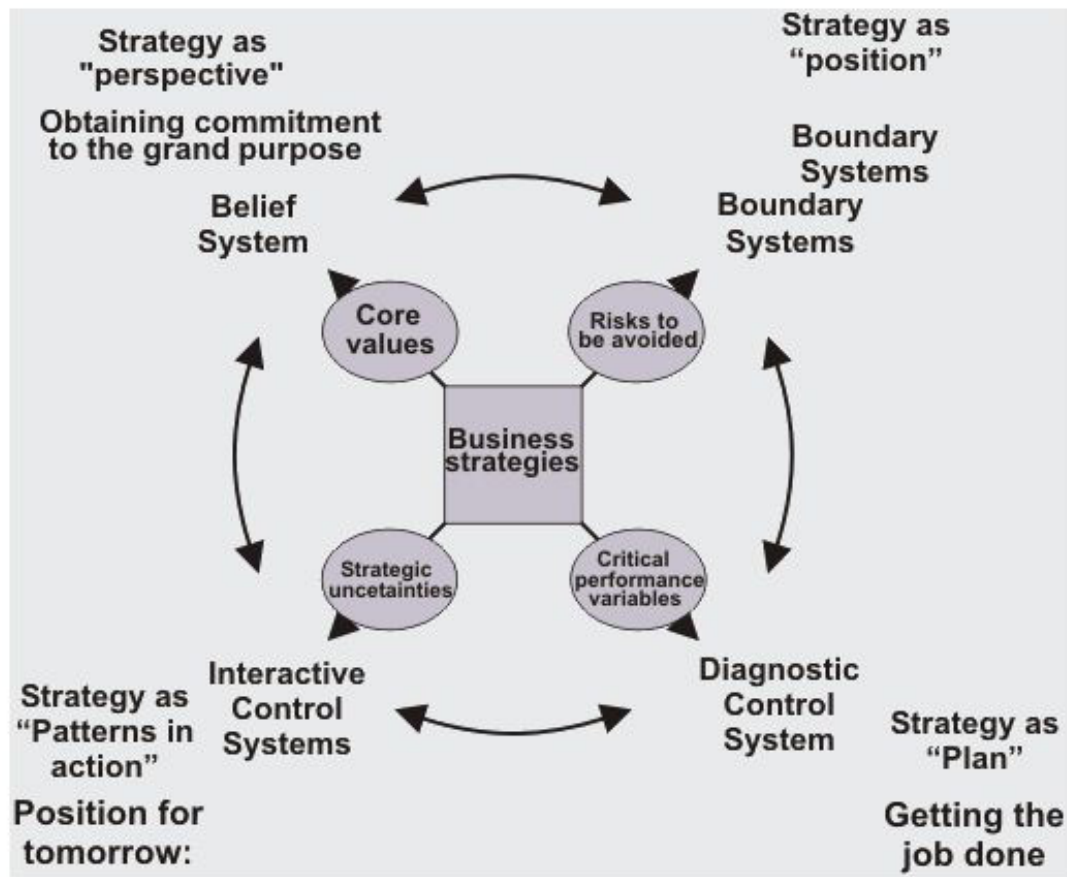 Strategy as
"perspective"
Obtaining commitment
to the grand purpose
Belief
System
Strategy as
“position”
Boundary
Systems
Boundary
Systems
Core
values
Risks to
be avoided
Business
strategies
Strategic
uncetainties
Critical
performance
variables
Interactive
Control
Systems
Diagnostic
Control
System
Strategy as
“Patterns in
action”
Position for
tomorrow:
Strategy as
“Plan”
Getting the
job done